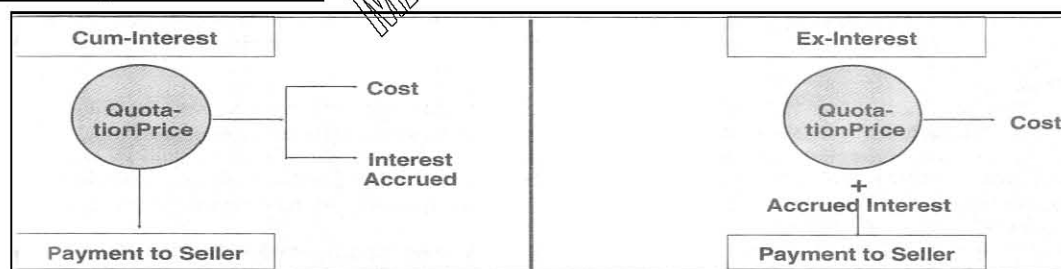 Cum-Interest
Quota-
tionPrice
Cost
Interest
Accrued
Payment to Seller
Ex-Interest
Quota-
tionPrice
Cost
+
Accrued Interest
Payment to Seller